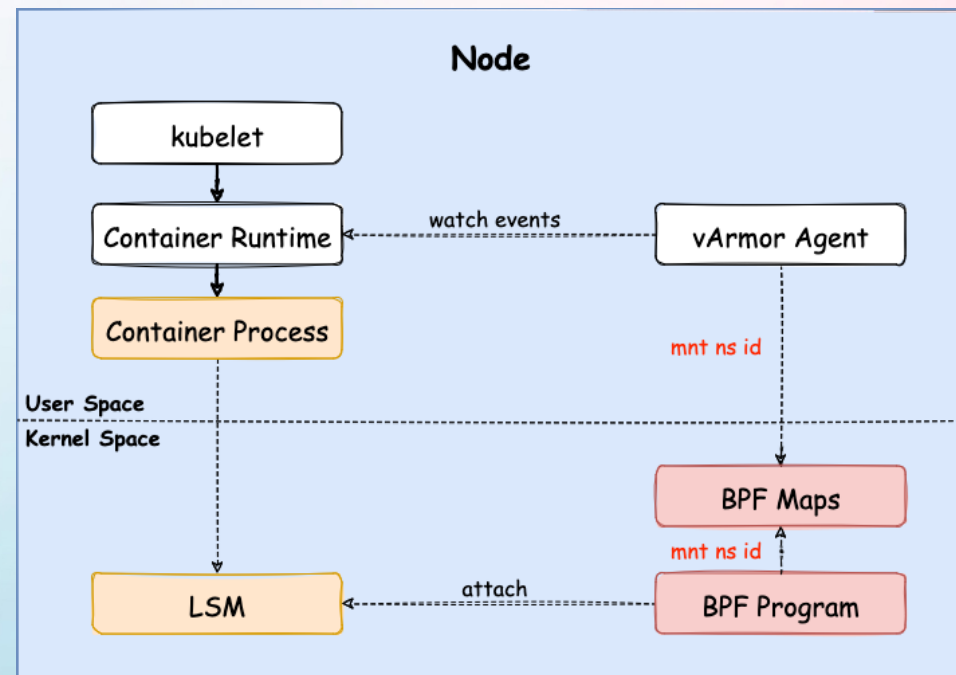 Node
kubelet
Container Runtime
watch events
vArmor Agent
Container Process
mnt ns id
User Space
Kernel Space
BPF Maps
mnt ns id
LSM
attach
BPF Program